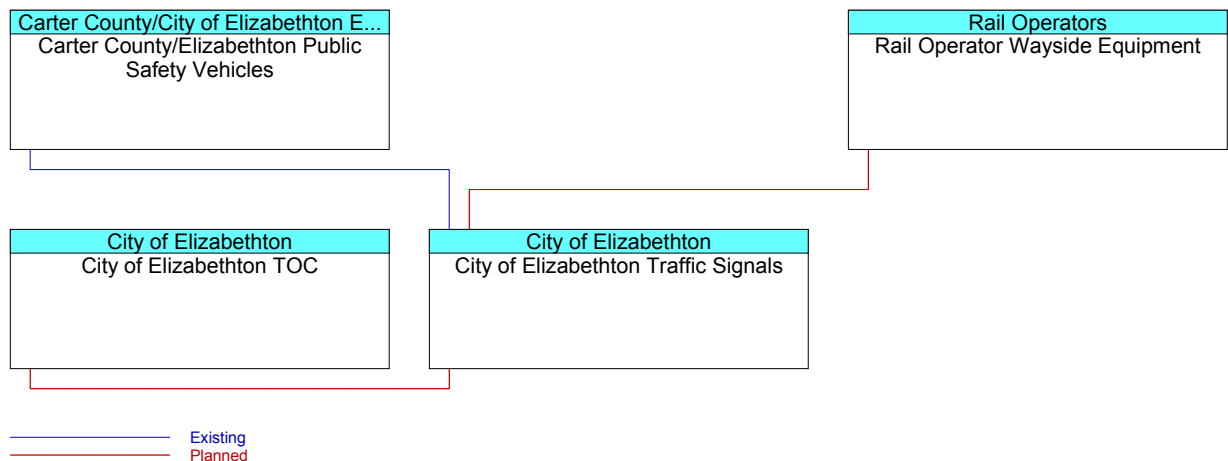 Carter County/City of Elizabethton E...
Carter County/Elizabethton Public
Safety Vehicles
Rail Operators
Rail Operator Wayside Equipment
City of Elizabethton
City of Elizabethton TOC
City of Elizabethton
City of Elizabethton Traffic Signals
Existing
Planned